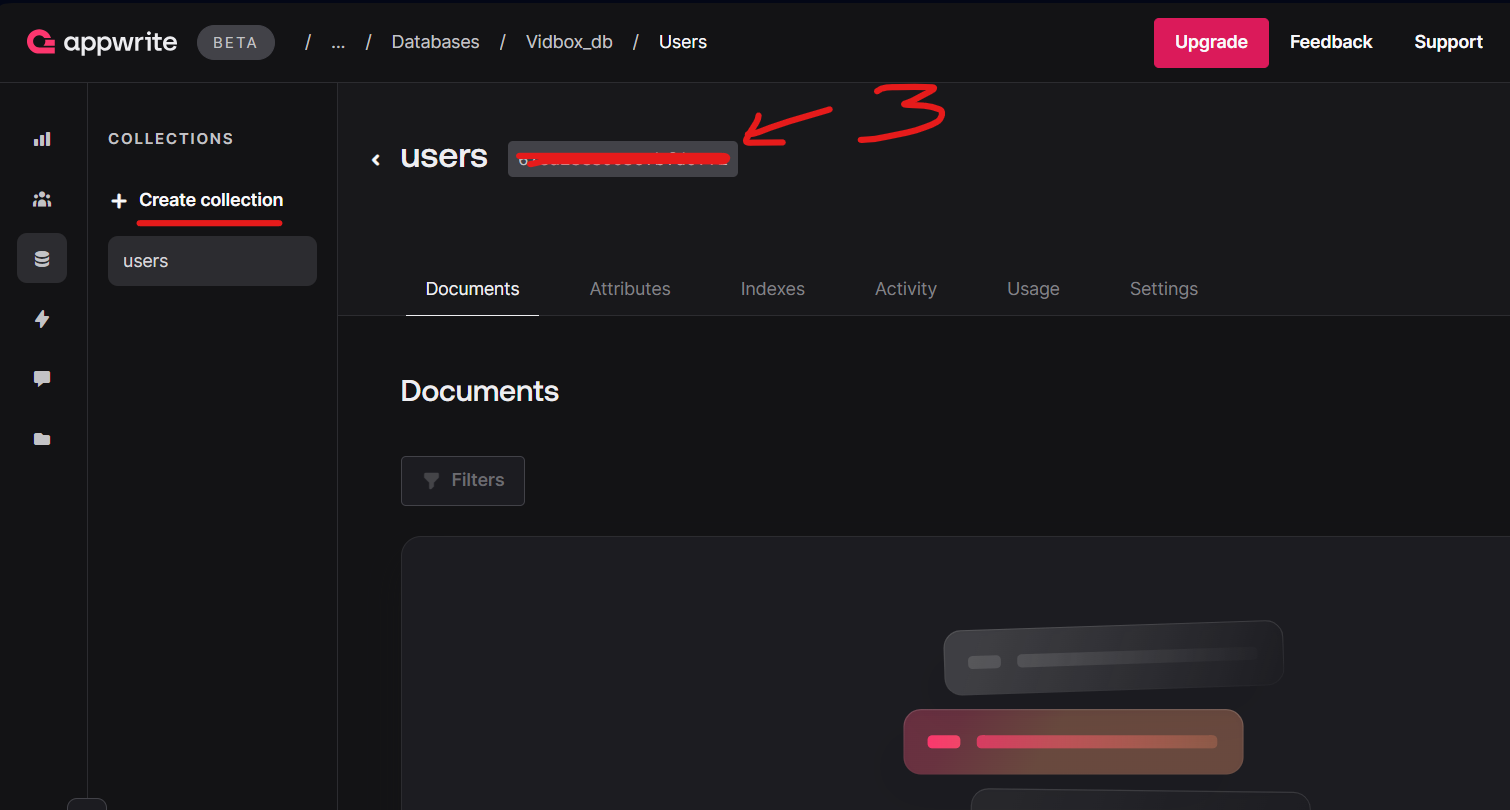 appwrite BETA / ... / Databases / Vidbox_db / Users Upgrade Feedback Support
3
COLLECTIONS
users
+ Create collection
users
Documents Attributes Indexes Activity Usage Settings
Documents
Filters